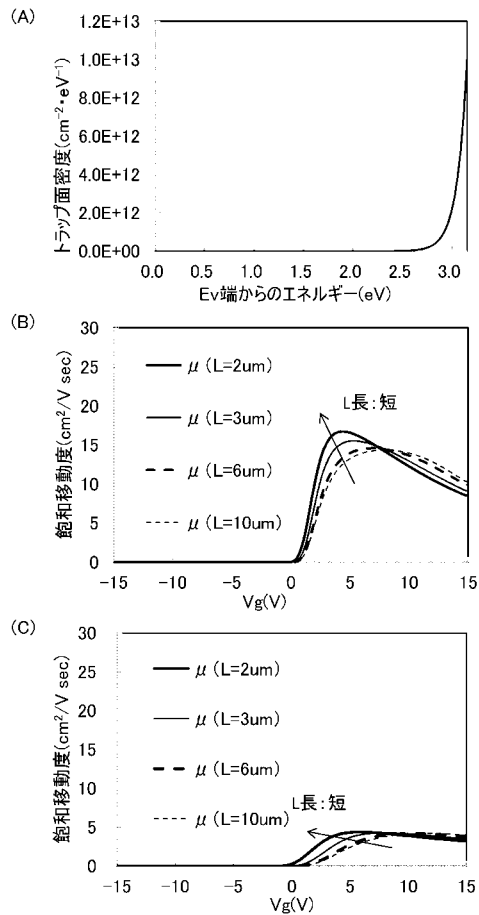 (A)
トラップ面密度(cm⁻²・eV⁻¹)
1.2E+13
1.0E+13
8.0E+12
6.0E+12
4.0E+12
2.0E+12
0.0E+00
0.0 0.5 1.0 1.5 2.0 2.5 3.0
Ev端からのエネルギー(eV)
(B)
飽和移動度(cm²/V sec)
30
25
20
15
10
5
0
μ (L=2um)
μ (L=3um)
μ (L=6um)
μ (L=10um)
L長:短
-15 -10 -5 0 5 10 15
Vg(V)
(C)
飽和移動度(cm²/V sec)
30
25
20
15
10
5
0
μ (L=2um)
μ (L=3um)
μ (L=6um)
μ (L=10um)
L長:短
-15 -10 -5 0 5 10 15
Vg(V)